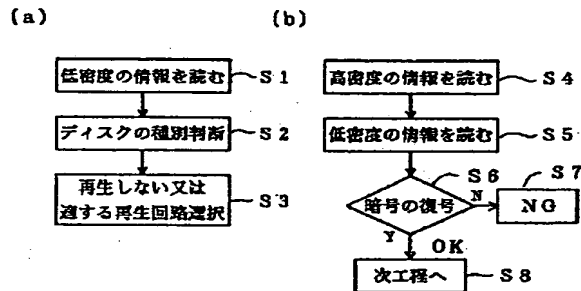 (a)
低密度の情報を読む S1
ディスクの種別判断 S2
再生しない又は
適する再生回路選択 S3
(b)
高密度の情報を読む S4
低密度の情報を読む S5
S6
暗号の復号
N
S7
NG
Y
OK
次工程へ S8